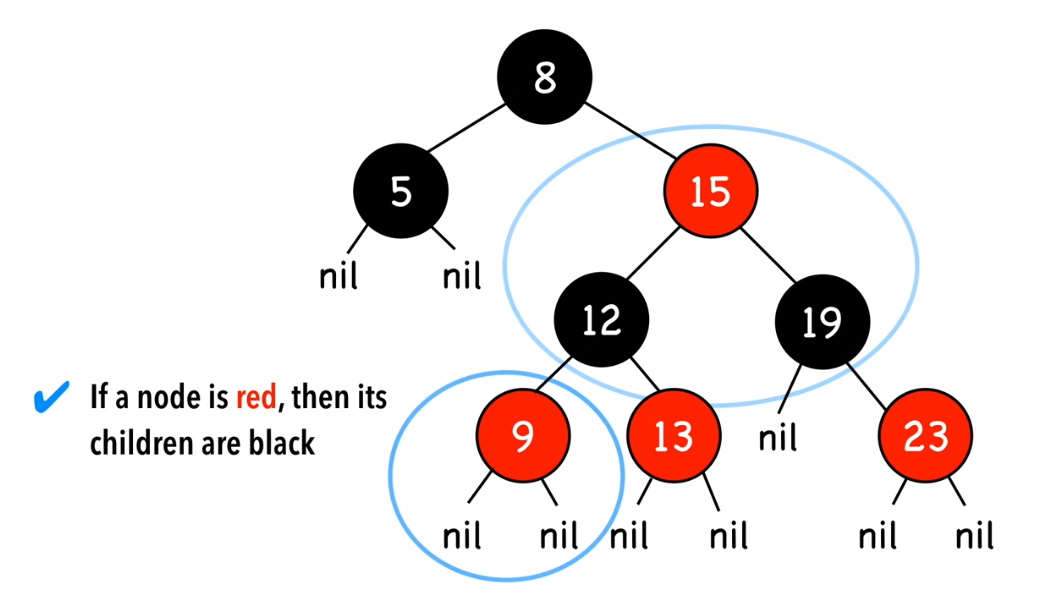 8
5
15
nil
nil
12
19
If a node is red, then its
children are black
9
13
nil
23
nil
nil
nil
nil
nil
nil